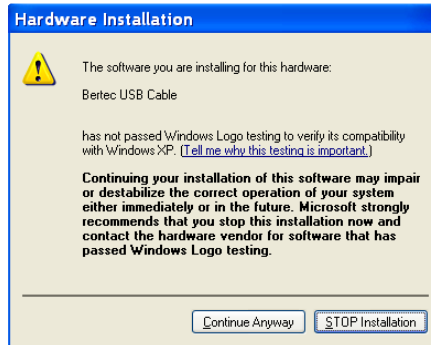 Hardware Installation
The software you are installing for this hardware:
Bertec USB Cable
has not passed Windows Logo testing to verify its compatibility
with Windows XP. (Tell me why this testing is important.)
Continuing your installation of this software may impair
or destabilize the correct operation of your system
either immediately or in the future. Microsoft strongly
recommends that you stop this installation now and
contact the hardware vendor for software that has
passed Windows Logo testing.
Continue Anyway
STOP Installation